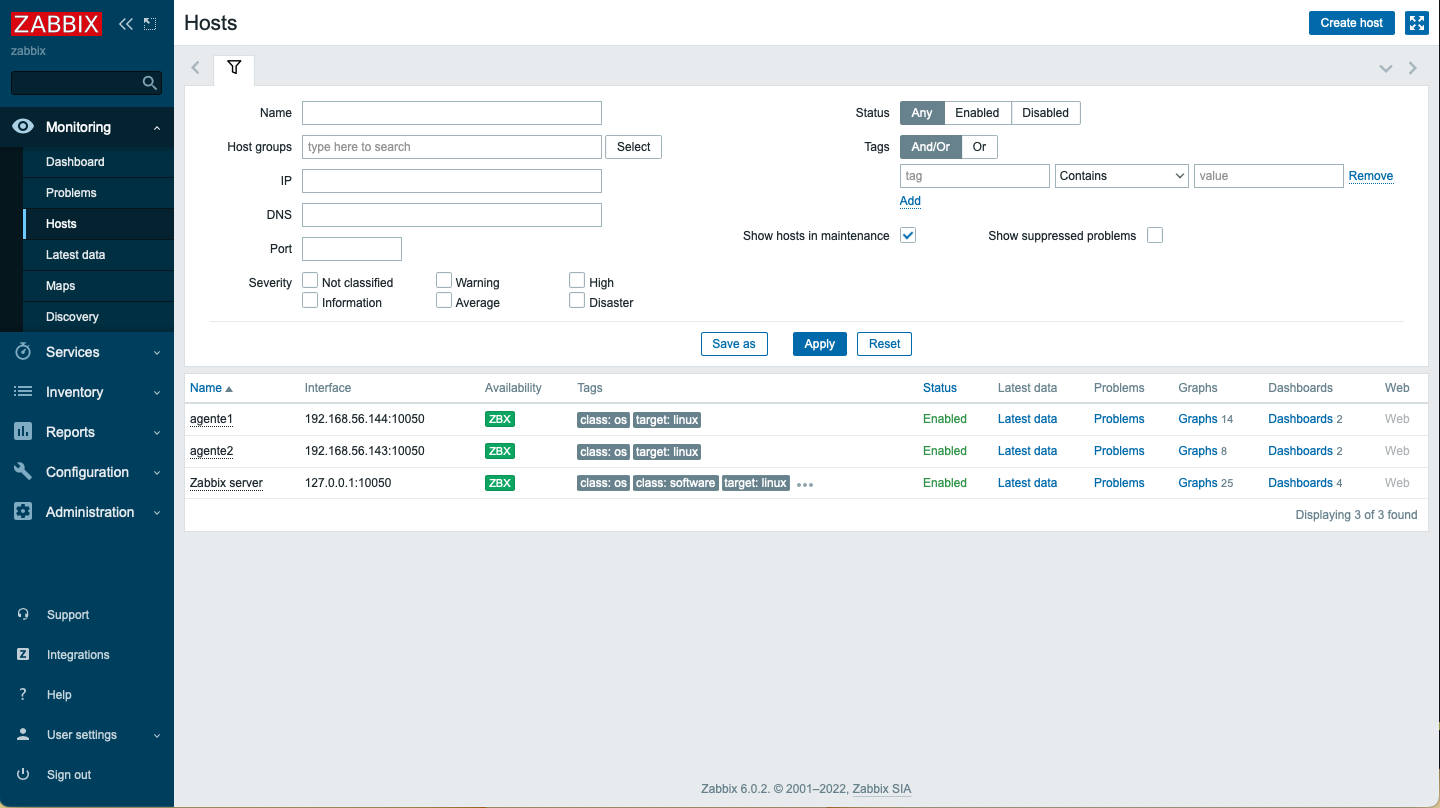 ZABBIX
zabbix
Monitoring
Dashboard
Problems
Hosts
Latest data
Maps
Discovery
Services
Inventory
Reports
Configuration
Administration
Support
Z Integrations
? Help
User settings
Sign out
Hosts
Create host
Name
Host groups type here to search Select
IP
DNS
Port
Severity Not classified Warning High
Information Average Disaster
Status Any Enabled Disabled
Tags And/Or Or
tag Contains value Remove
Add
Show hosts in maintenance Show suppressed problems
Save as Apply Reset
Name Interface Availability Tags Status Latest data Problems Graphs Dashboards Web
agente1 192.168.56.144:10050 ZBX class: os target: linux Enabled Latest data Problems Graphs 14 Dashboards 2 Web
agente2 192.168.56.143:10050 ZBX class: os target: linux Enabled Latest data Problems Graphs 8 Dashboards 2 Web
Zabbix server 127.0.0.1:10050 ZBX class: os class: software target: linux ••• Enabled Latest data Problems Graphs 25 Dashboards 4 Web
Displaying 3 of 3 found
Zabbix 6.0.2. © 2001–2022, Zabbix SIA